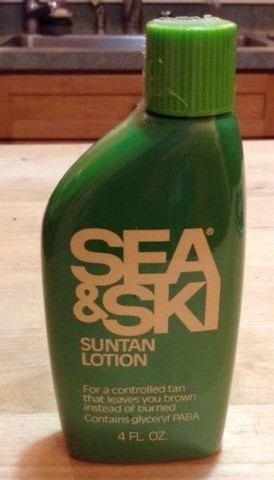 SEA®
&SKI
SUNTAN
LOTION
For a controlled tan
that leaves you brown
instead of burned
Contains glyceryl PABA
4 FL. OZ.